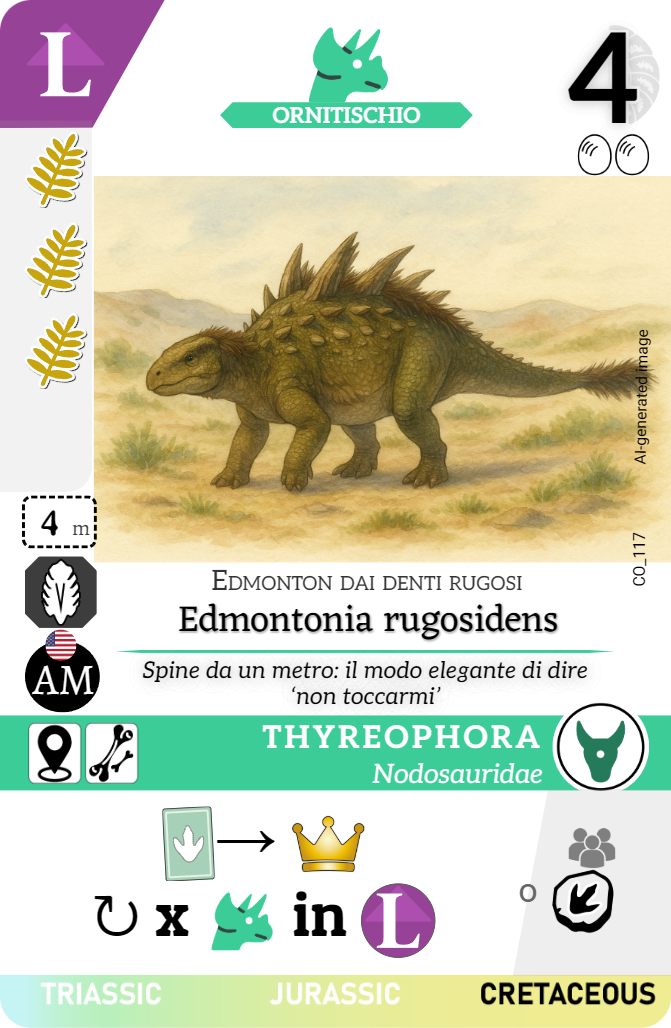 L
ORNITISCHIO
4
AI-generated image
4 m
CO_117
EDMONTON DAI DENTI RUGOSI
Edmontonia rugosidens
AM
Spine da un metro: il modo elegante di dire
‘non toccarmi’
THYREOPHORA
Nodosauridae
x in L
O
TRIASSIC JURASSIC CRETACEOUS